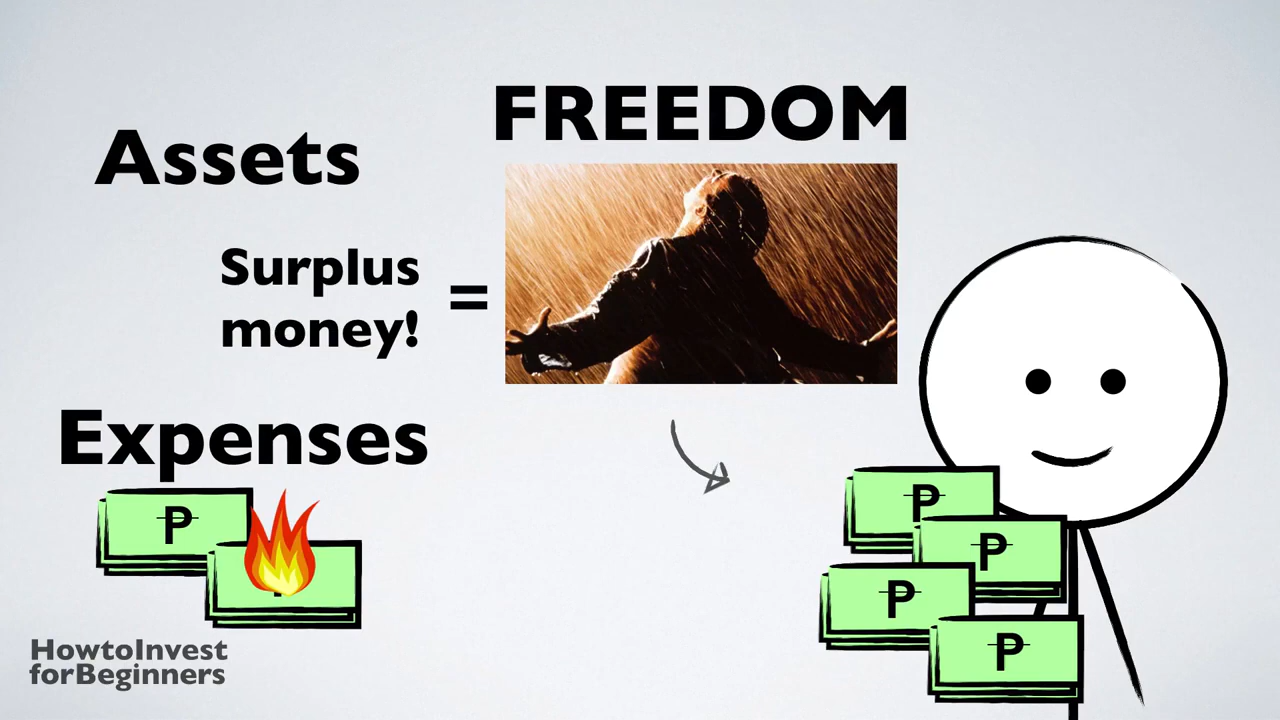 FREEDOM
Assets
Surplus
money!
=
Expenses
P
P
P
P
P
HowtoInvest
forBeginners